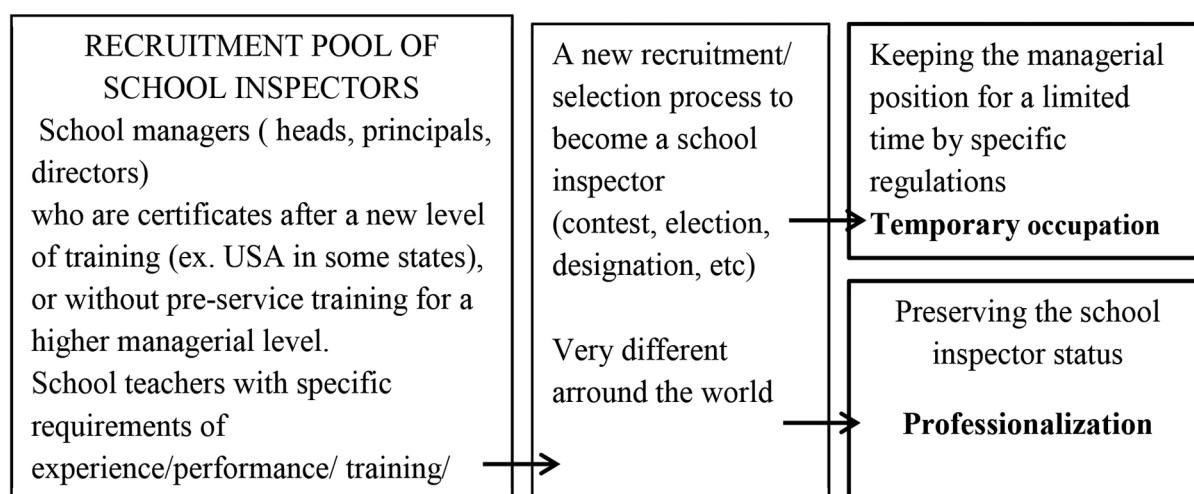 RECRUITMENT POOL OF
SCHOOL INSPECTORS
School managers ( heads, principals,
directors)
who are certificates after a new level
of training (ex. USA in some states),
or without pre-service training for a
higher managerial level.
School teachers with specific
requirements of
experience/performance/ training/
A new recruitment/
selection process to
become a school
inspector
(contest, election,
designation, etc)
Very different
arround the world
Keeping the managerial
position for a limited
time by specific
regulations
Temporary occupation
Preserving the school
inspector status
Professionalization